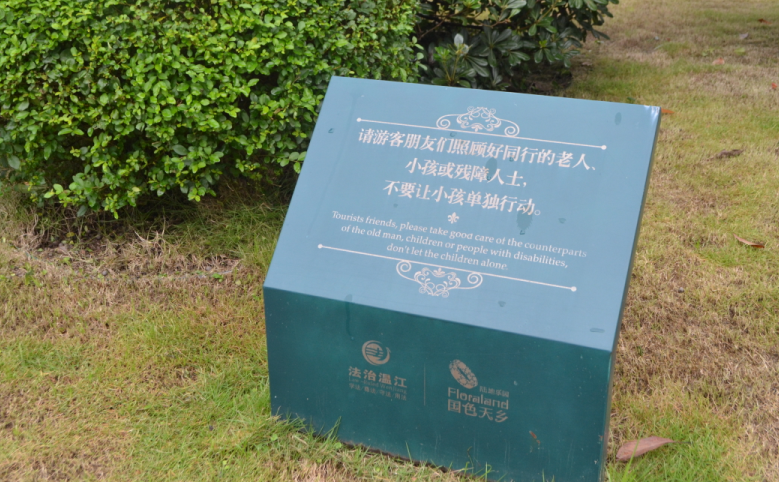 请游客朋友们照顾好同行的老人、
小孩或残障人士,
不要让小孩单独行动。
Tourists friends, please take good care of the counterparts
of the old man, children or people with disabilities,
don't let the children alone.
法治温江
Floraland
国色天乡